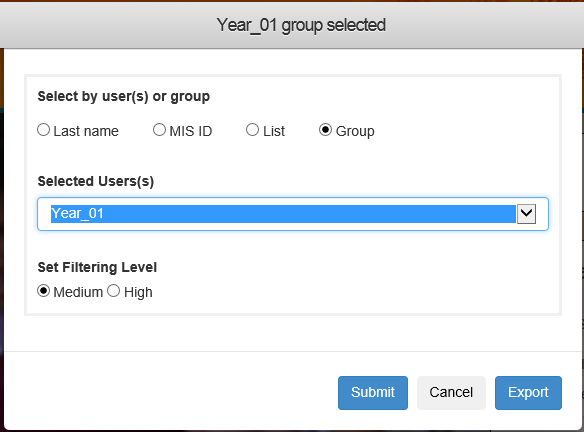 Year_01 group selected
Select by user(s) or group
Last name MIS ID List Group
Selected Users(s)
Year_01
Set Filtering Level
Medium High
Submit Cancel Export